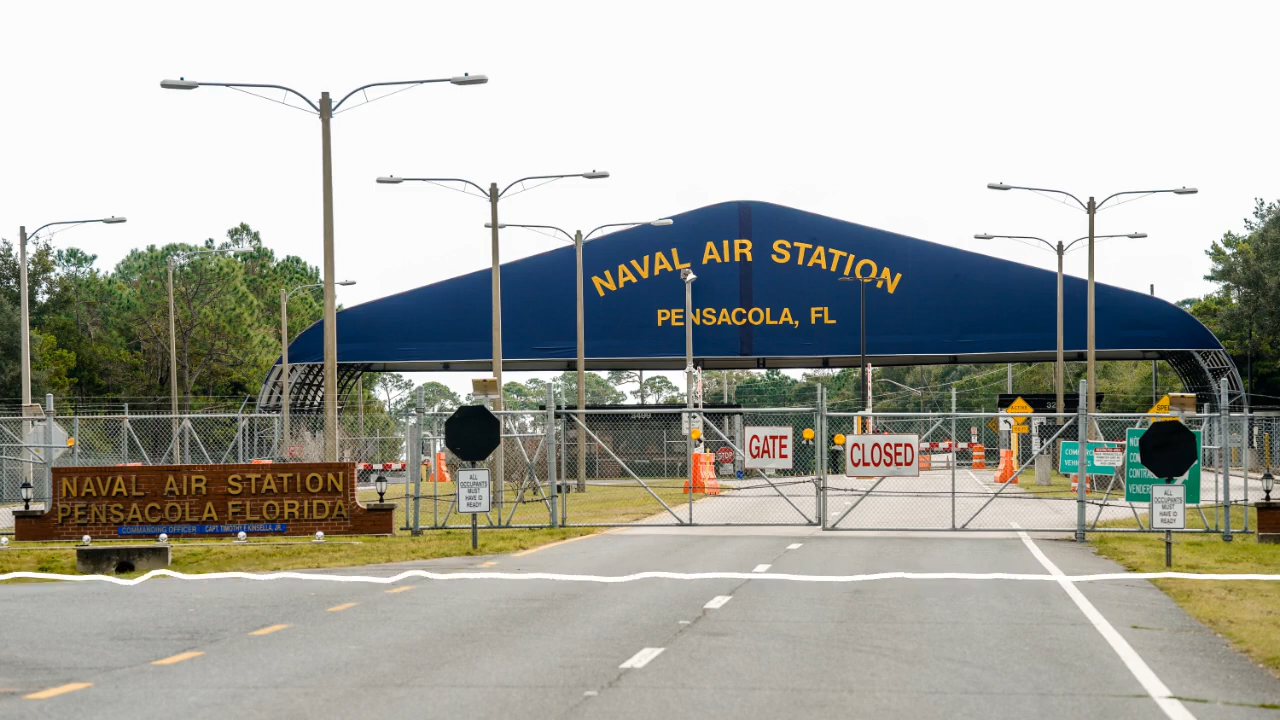 NAVAL AIR STATION
PENSACOLA, FL
GATE
CLOSED
STOP
NAVAL AIR STATION
PENSACOLA FLORIDA
COMMANDING OFFICER CAPT. TIMOTHY F. KINSELLA, JR.
ALL
OCCUPANTS
MUST
HAVE ID
READY
ALL
OCCUPANTS
MUST
HAVE ID
READY